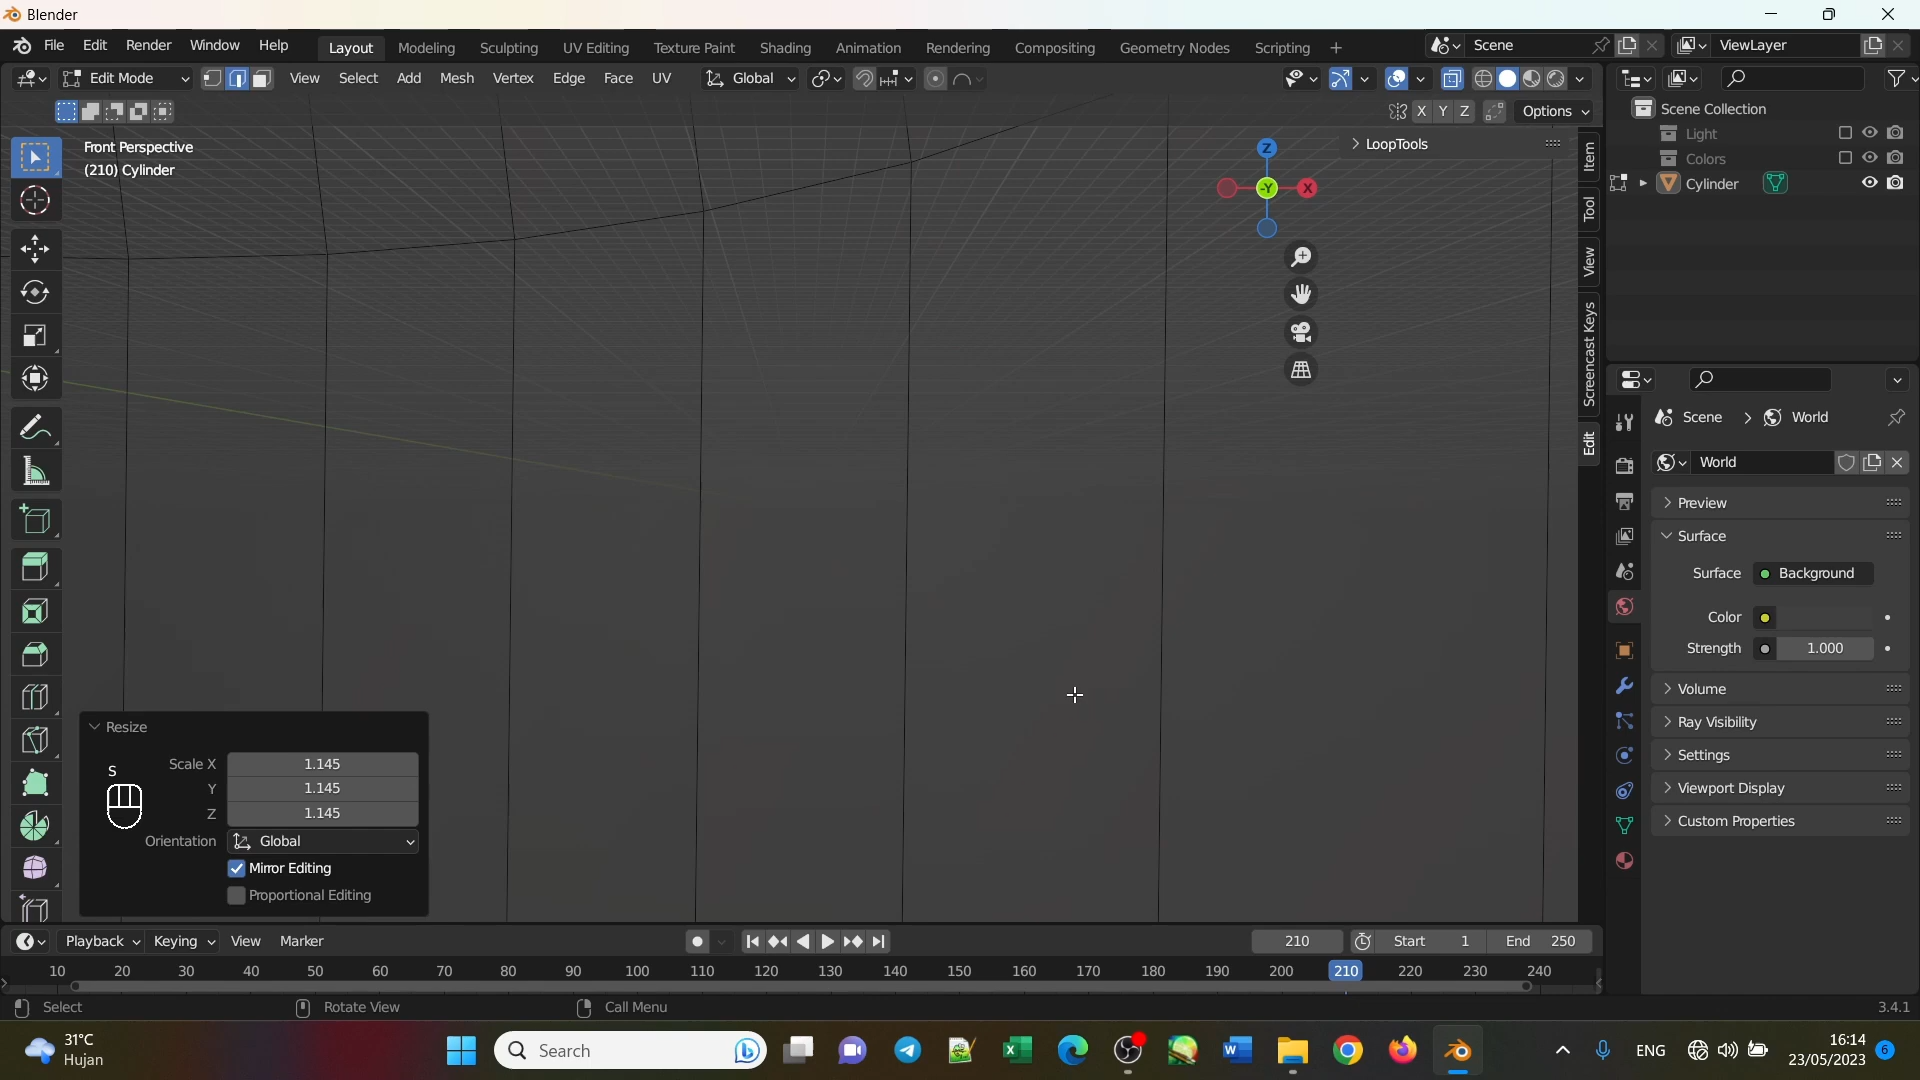 Blender
File Edit Render Window Help Layout Modeling Sculpting UV Editing Texture Paint Shading Animation Rendering Compositing Geometry Nodes Scripting + Scene ViewLayer
Edit Mode View Select Add Mesh Vertex Edge Face UV Global
X Y Z Options
Front Perspective
(210) Cylinder
LoopTools
Z
-Y X
Item
Tool
View
Screencast Keys
Edit
Scene Collection
Light
Colors
Cylinder
Scene > World
World
Preview
Surface
Surface Background
Color
Strength 1.000
Volume
Ray Visibility
Settings
Viewport Display
Custom Properties
Resize
S
Scale X 1.145
Y 1.145
Z 1.145
Orientation Global
Mirror Editing
Proportional Editing
Playback Keying View Marker 210 Start 1 End 250
10 20 30 40 50 60 70 80 90 100 110 120 130 140 150 160 170 180 190 200 210 220 230 240
Select Rotate View Call Menu 3.4.1
31°C
Hujan
Search
ENG
16:14
23/05/2023
6